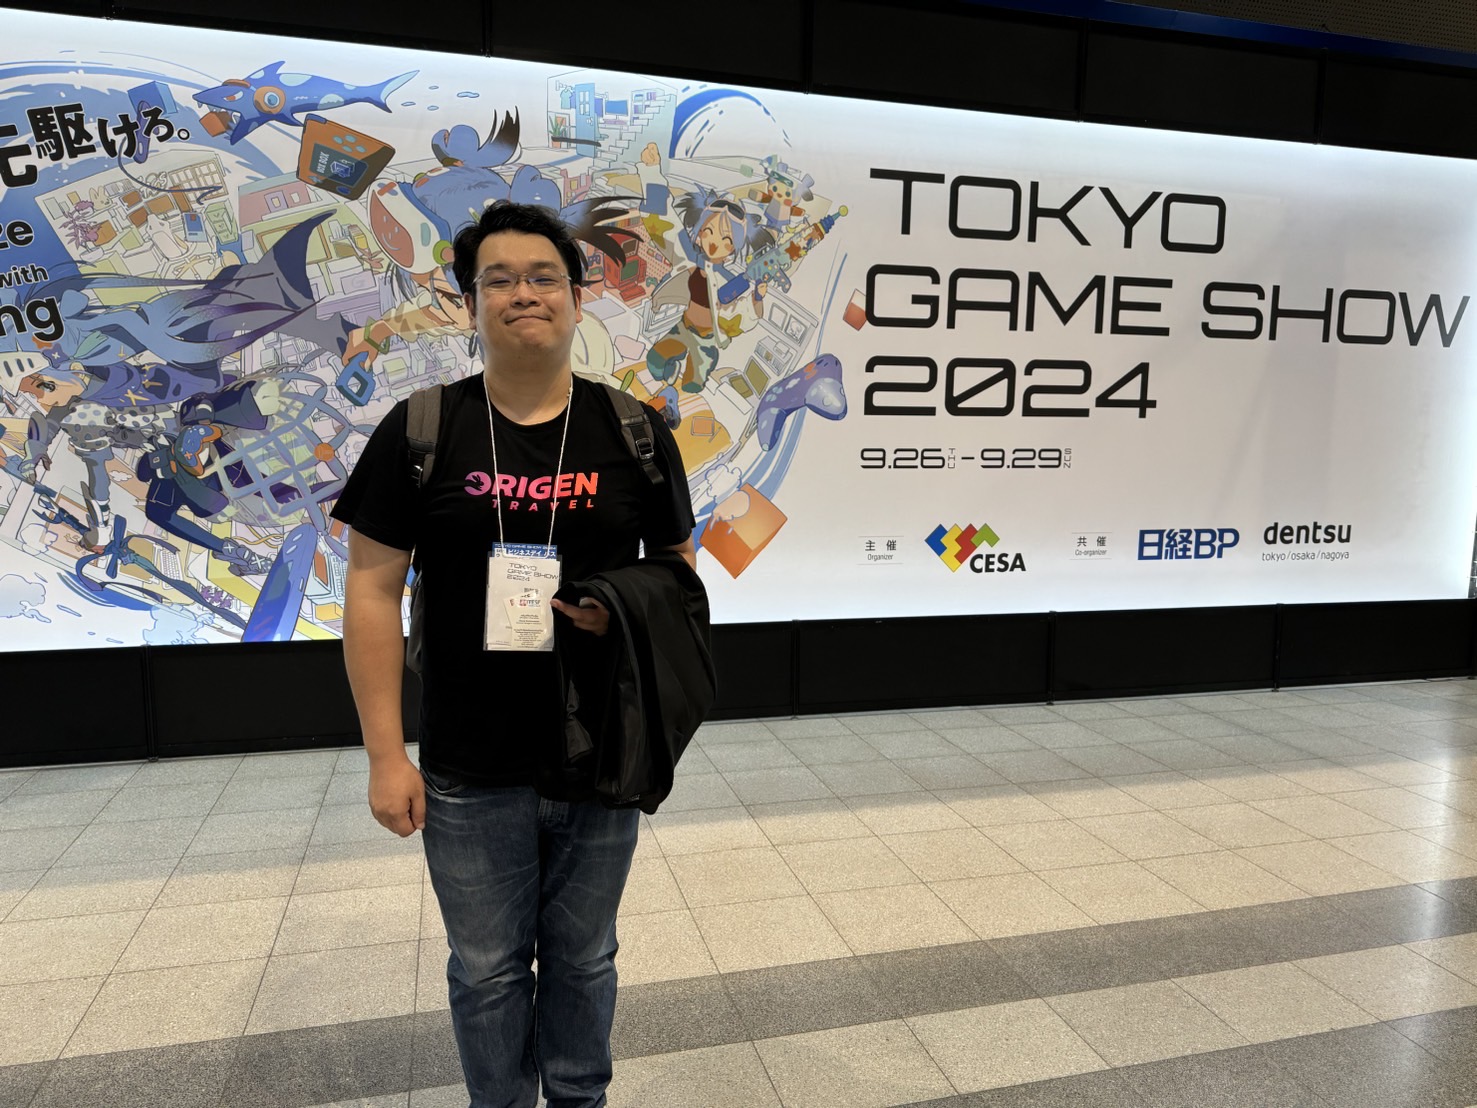 先駆けろ。
ze
with
ng
TOKYO
GAME SHOW
2024
9.26 THU - 9.29 SUN
主催
Organizer
CESA
共催
Co-organizer
日経BP
dentsu
tokyo/osaka/nagoya
ORIGEN
TRAVEL
ビジネスデイ
TOKYO
GAME SHOW
2024